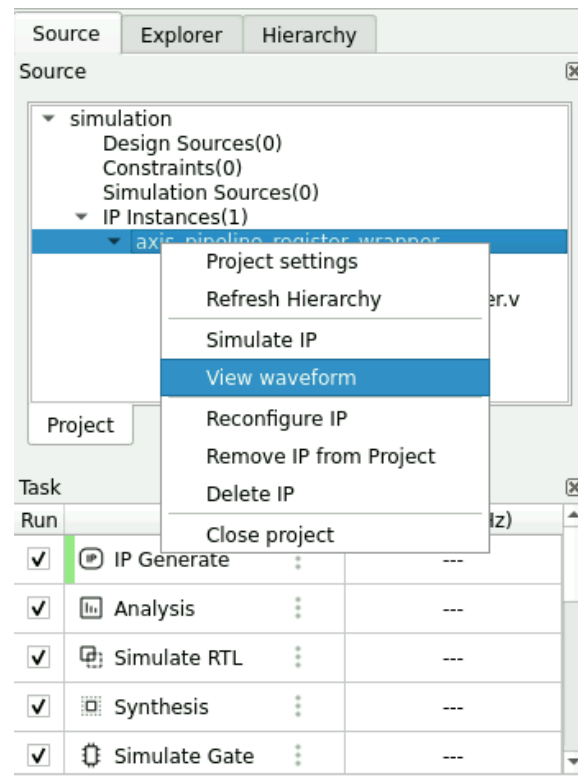 Source Explorer Hierarchy
Source
simulation
Design Sources(0)
Constraints(0)
Simulation Sources(0)
IP Instances(1)
axis_pipeline_register_wrapper
Project settings
Refresh Hierarchy er.v
Simulate IP
View waveform
Reconfigure IP
Project
Remove IP from Project
Task
Delete IP
Run Hz)
Close project
IP IP Generate ---
Analysis ---
Simulate RTL ---
Synthesis ---
Simulate Gate ---